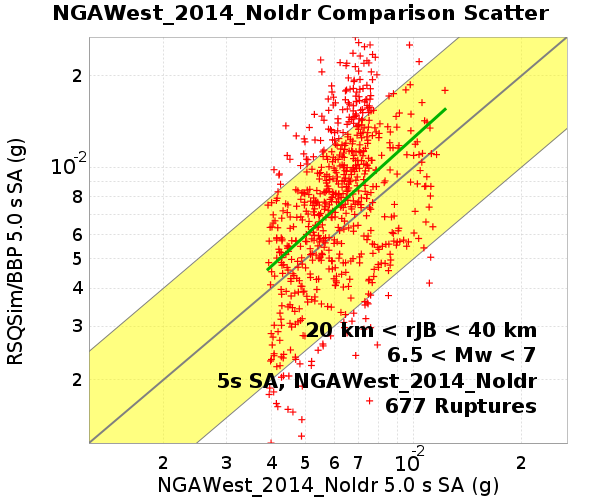 NGAWest_2014_NoIdr Comparison Scatter
RSQSim/BBP 5.0 s SA (g)
2
10⁻²
8
6
5
4
3
2
20 km < rJB < 40 km
6.5 < Mw < 7
5s SA, NGAWest_2014_NoIdr
677 Ruptures
2 3 4 5 6 7 10⁻² 2
NGAWest_2014_NoIdr 5.0 s SA (g)